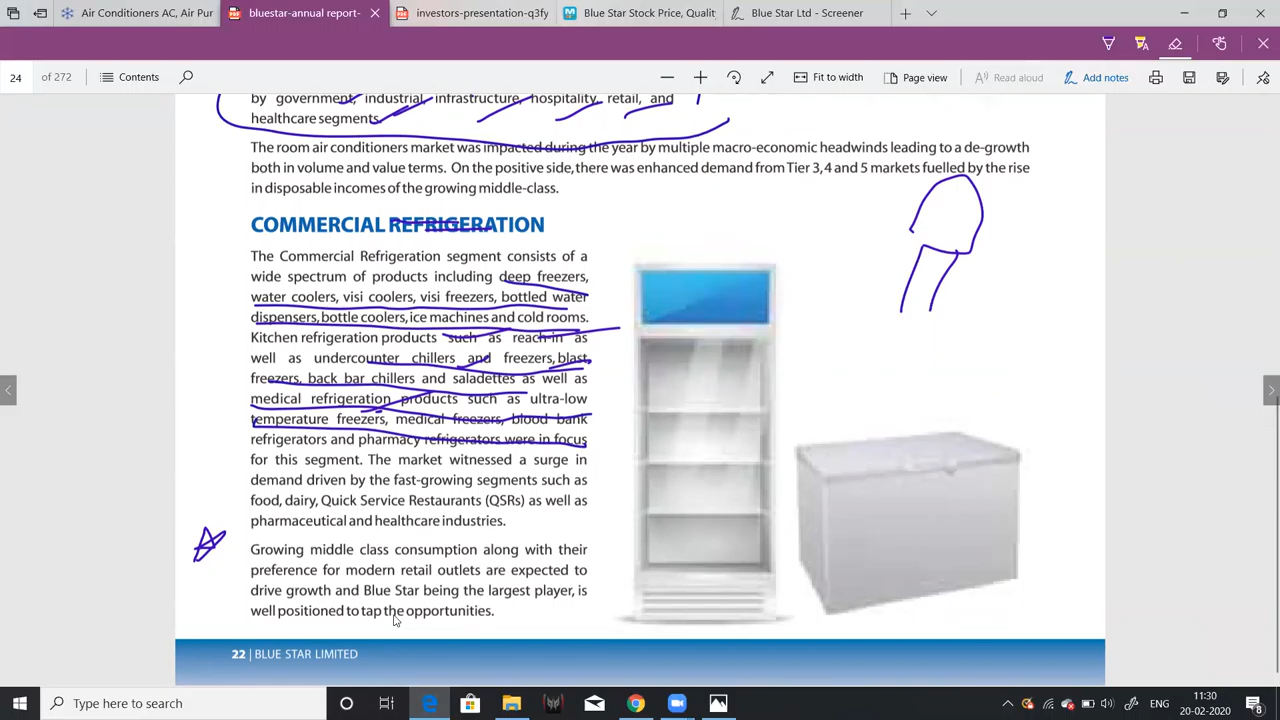 Air Conditioners AC, Air Pur
bluestar-annual report-
investors-presentation-q3fy
Blue Star Stock Price, Qualit
Blue Star Ltd - Screener
24 of 272
Contents
Fit to width
Page view
Read aloud
Add notes
by government, industrial, infrastructure, hospitality, retail, and
healthcare segments.
The room air conditioners market was impacted during the year by multiple macro-economic headwinds leading to a de-growth
both in volume and value terms. On the positive side, there was enhanced demand from Tier 3, 4 and 5 markets fuelled by the rise
in disposable incomes of the growing middle-class.
COMMERCIAL REFRIGERATION
The Commercial Refrigeration segment consists of a
wide spectrum of products including deep freezers,
water coolers, visi coolers, visi freezers, bottled water
dispensers, bottle coolers, ice machines and cold rooms.
Kitchen refrigeration products such as reach-in as
well as undercounter chillers and freezers, blast
freezers, back bar chillers and saladettes as well as
medical refrigeration products such as ultra-low
temperature freezers, medical freezers, blood bank
refrigerators and pharmacy refrigerators were in focus
for this segment. The market witnessed a surge in
demand driven by the fast-growing segments such as
food, dairy, Quick Service Restaurants (QSRs) as well as
pharmaceutical and healthcare industries.
Growing middle class consumption along with their
preference for modern retail outlets are expected to
drive growth and Blue Star being the largest player, is
well positioned to tap the opportunities.
22 | BLUE STAR LIMITED
Type here to search
ENG
11:30
20-02-2020
8